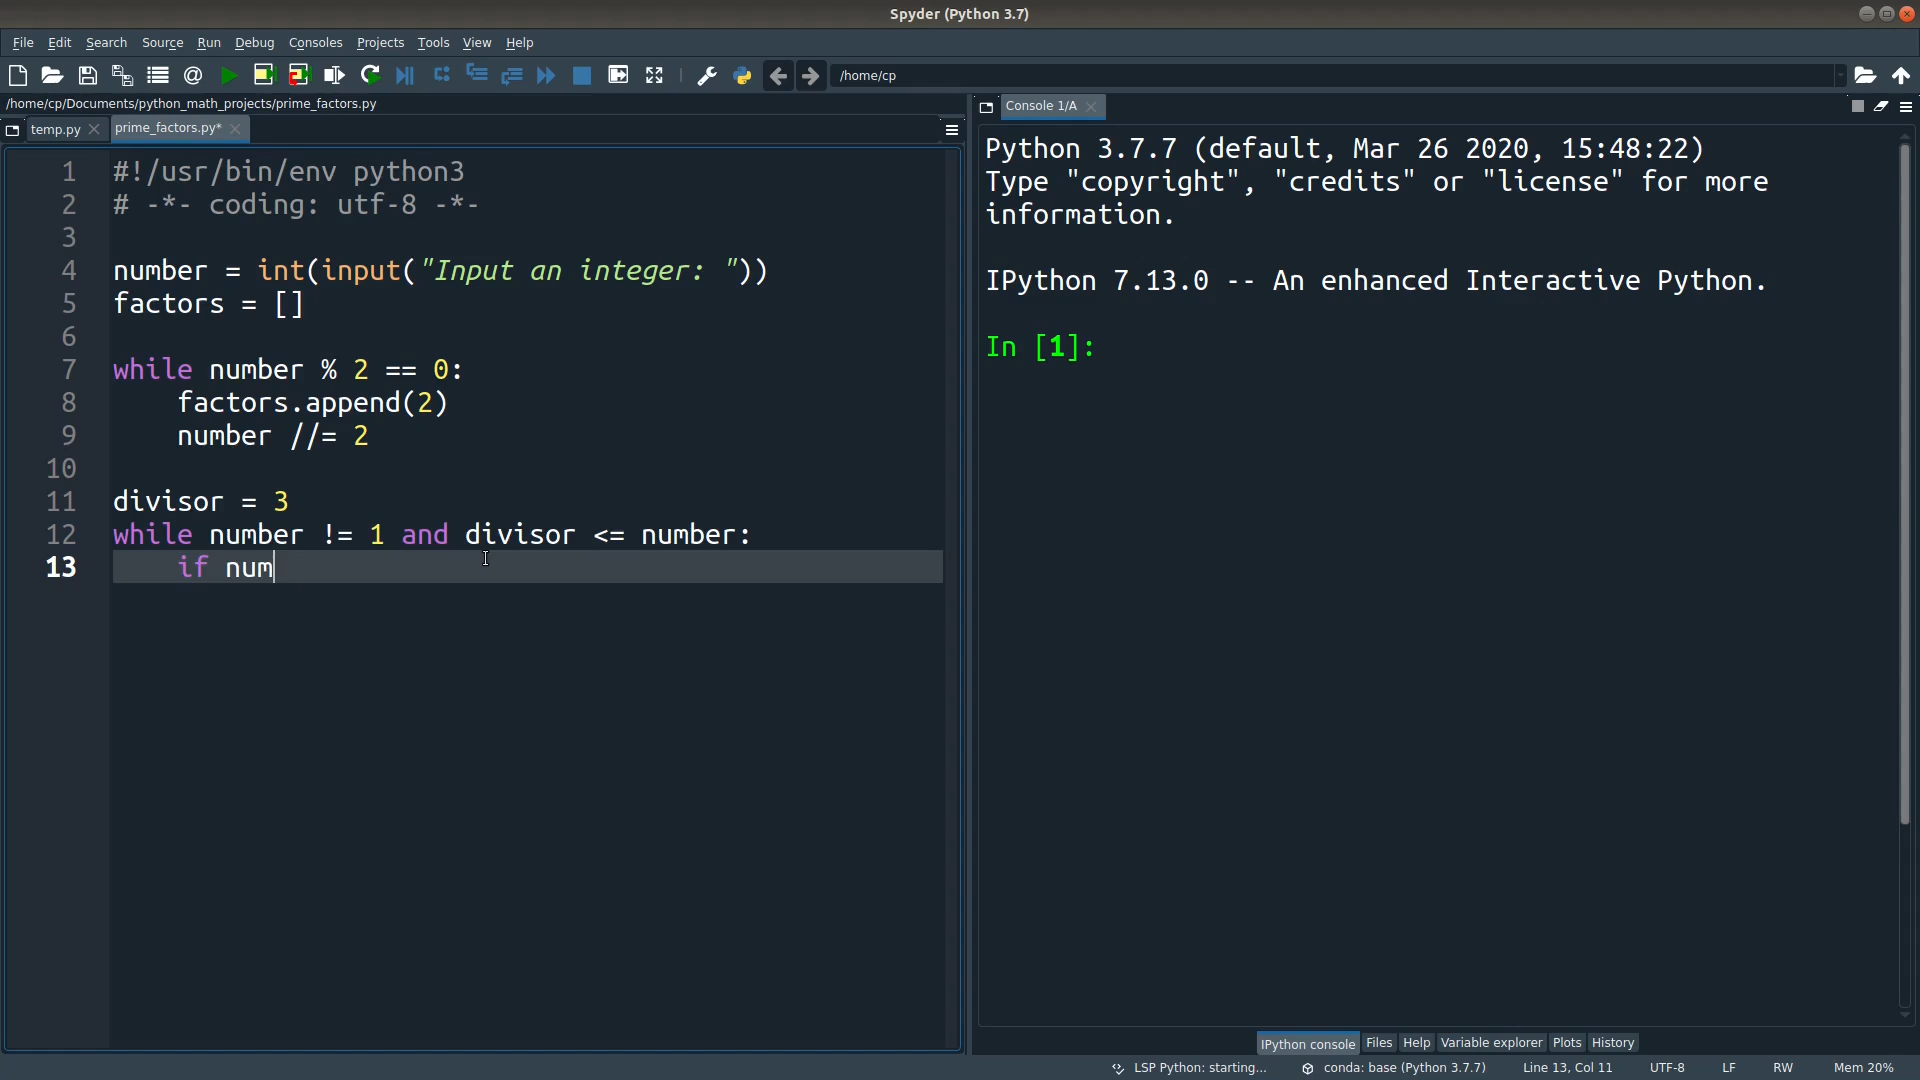 Spyder (Python 3.7)
File Edit Search Source Run Debug Consoles Projects Tools View Help
/home/cp
/home/cp/Documents/python_math_projects/prime_factors.py
temp.py prime_factors.py*
1 #!/usr/bin/env python3
2 # -*- coding: utf-8 -*-
3
4 number = int(input("Input an integer: "))
5 factors = []
6
7 while number % 2 == 0:
8 factors.append(2)
9 number //= 2
10
11 divisor = 3
12 while number != 1 and divisor <= number:
13 if num
Console 1/A
Python 3.7.7 (default, Mar 26 2020, 15:48:22)
Type "copyright", "credits" or "license" for more
information.
IPython 7.13.0 -- An enhanced Interactive Python.
In [1]:
IPython console Files Help Variable explorer Plots History
LSP Python: starting... conda: base (Python 3.7.7) Line 13, Col 11 UTF-8 LF RW Mem 20%